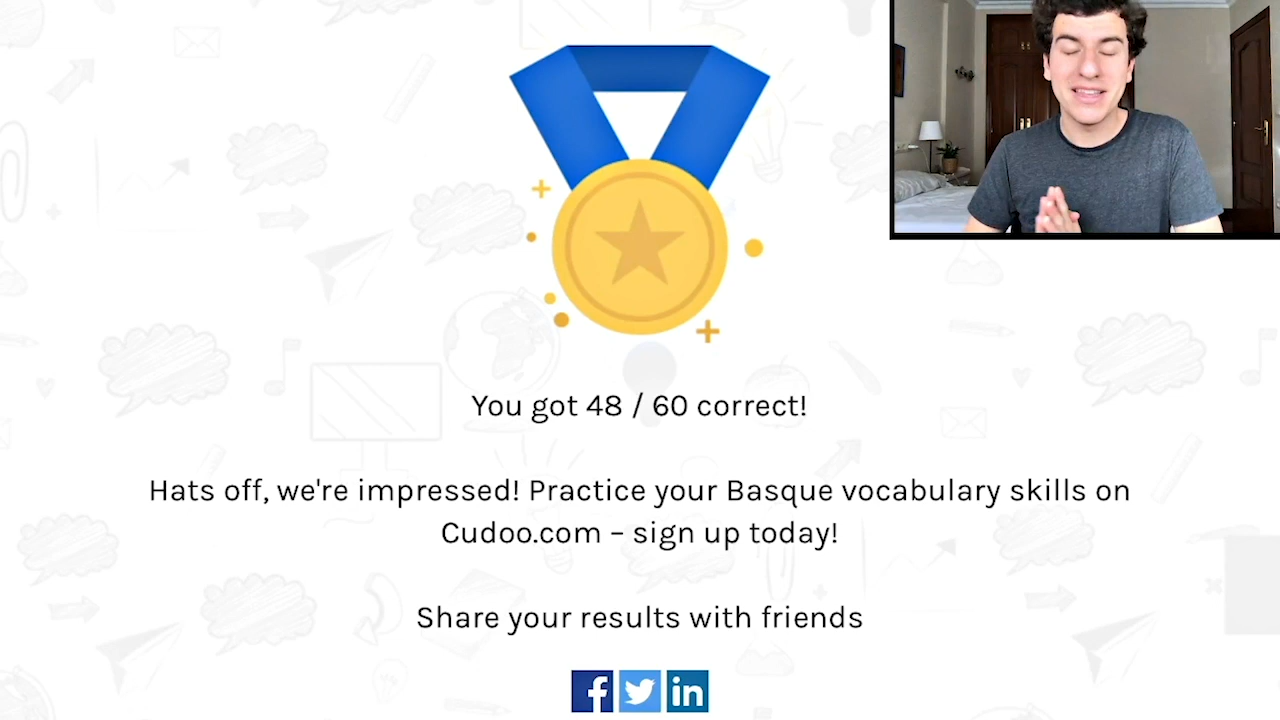 You got 48 / 60 correct!
Hats off, we're impressed! Practice your Basque vocabulary skills on
Cudoo.com – sign up today!
Share your results with friends